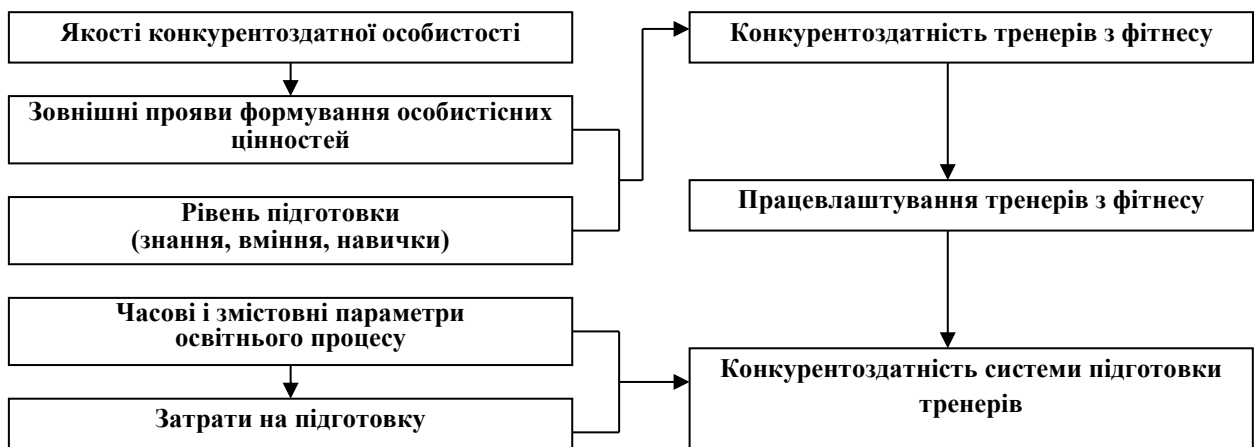 Якості конкурентоздатної особистості
Зовнішні прояви формування особистісних
цінностей
Рівень підготовки
(знання, вміння, навички)
Часові і змістовні параметри
освітнього процесу
Затрати на підготовку
Конкурентоздатність тренерів з фітнесу
Працевлаштування тренерів з фітнесу
Конкурентоздатність системи підготовки
тренерів